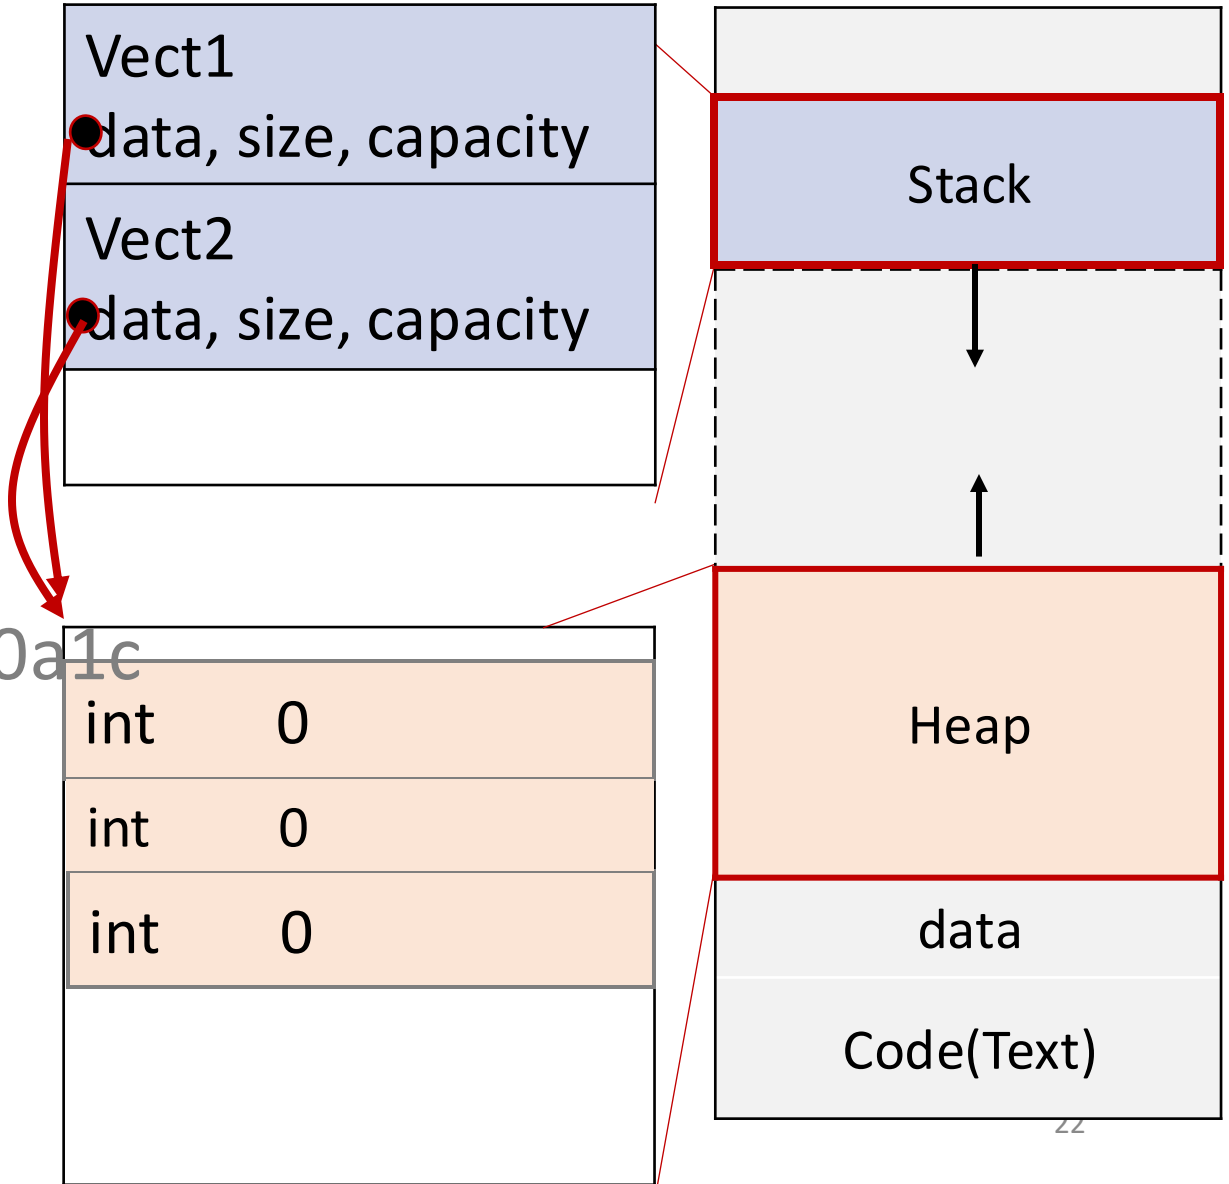 Vect1
data, size, capacity
Vect2
data, size, capacity
0a1c
int 0
int 0
int 0
Stack
Heap
data
Code(Text)
22